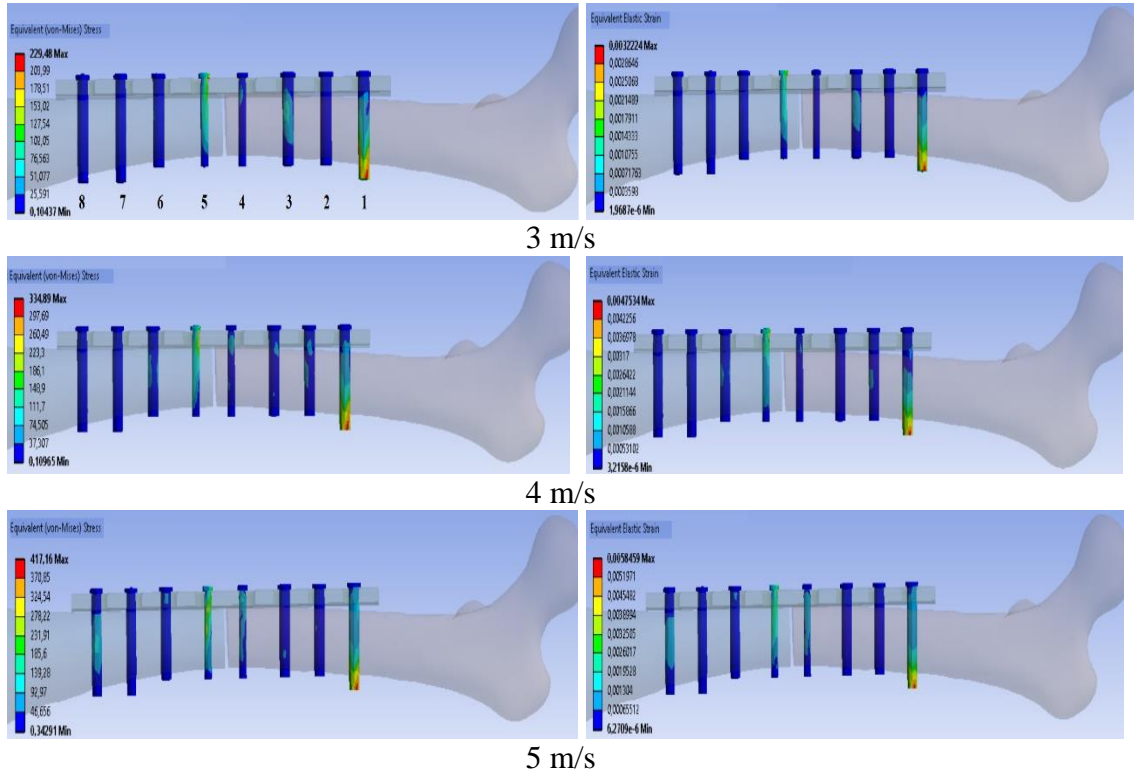 Equivalent (von-Mises) Stress
229,48 Max
203,99
178,51
153,02
127,54
102,05
76,563
51,077
25,591
0,10437 Min
8 7 6 5 4 3 2 1
Equivalent Elastic Strain
0,0032224 Max
0,0028646
0,0025068
0,0021489
0,0017911
0,0014333
0,0010755
0,00071763
0,0003598
1,9687e-6 Min
3 m/s
Equivalent (von-Mises) Stress
334,89 Max
297,69
260,49
223,3
186,1
148,9
111,7
74,505
37,307
0,10965 Min
Equivalent Elastic Strain
0,0047534 Max
0,0042256
0,0036978
0,00317
0,0026422
0,0021144
0,0015866
0,0010588
0,00053102
3,2158e-6 Min
4 m/s
Equivalent (von-Mises) Stress
417,16 Max
370,85
324,54
278,22
231,91
185,6
139,28
92,97
46,656
0,34291 Min
Equivalent Elastic Strain
0,0058459 Max
0,0051971
0,0045482
0,0038994
0,0032505
0,0026017
0,0019528
0,001304
0,00065512
6,2709e-6 Min
5 m/s